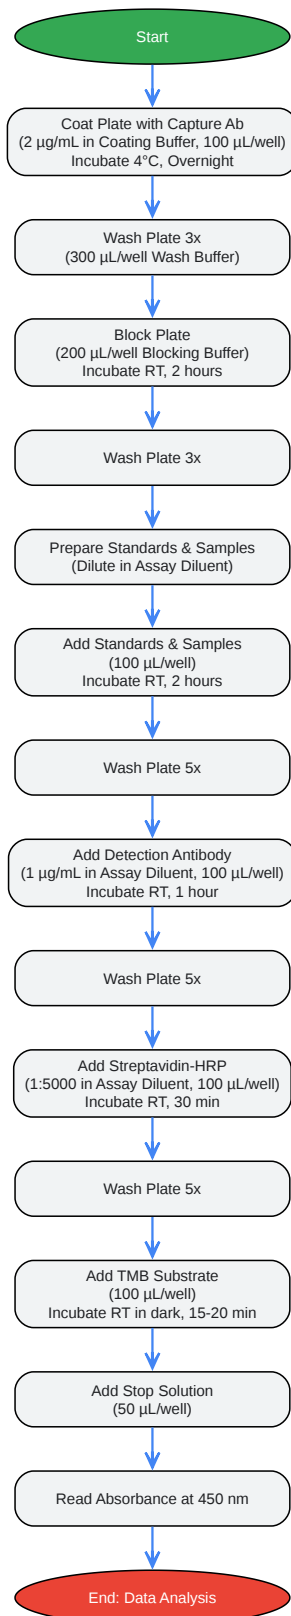 Start
Coat Plate with Capture Ab
(2 µg/mL in Coating Buffer, 100 µL/well)
Incubate 4°C, Overnight
Wash Plate 3x
(300 µL/well Wash Buffer)
Block Plate
(200 µL/well Blocking Buffer)
Incubate RT, 2 hours
Wash Plate 3x
Prepare Standards & Samples
(Dilute in Assay Diluent)
Add Standards & Samples
(100 µL/well)
Incubate RT, 2 hours
Wash Plate 5x
Add Detection Antibody
(1 µg/mL in Assay Diluent, 100 µL/well)
Incubate RT, 1 hour
Wash Plate 5x
Add Streptavidin-HRP
(1:5000 in Assay Diluent, 100 µL/well)
Incubate RT, 30 min
Wash Plate 5x
Add TMB Substrate
(100 µL/well)
Incubate RT in dark, 15-20 min
Add Stop Solution
(50 µL/well)
Read Absorbance at 450 nm
End: Data Analysis